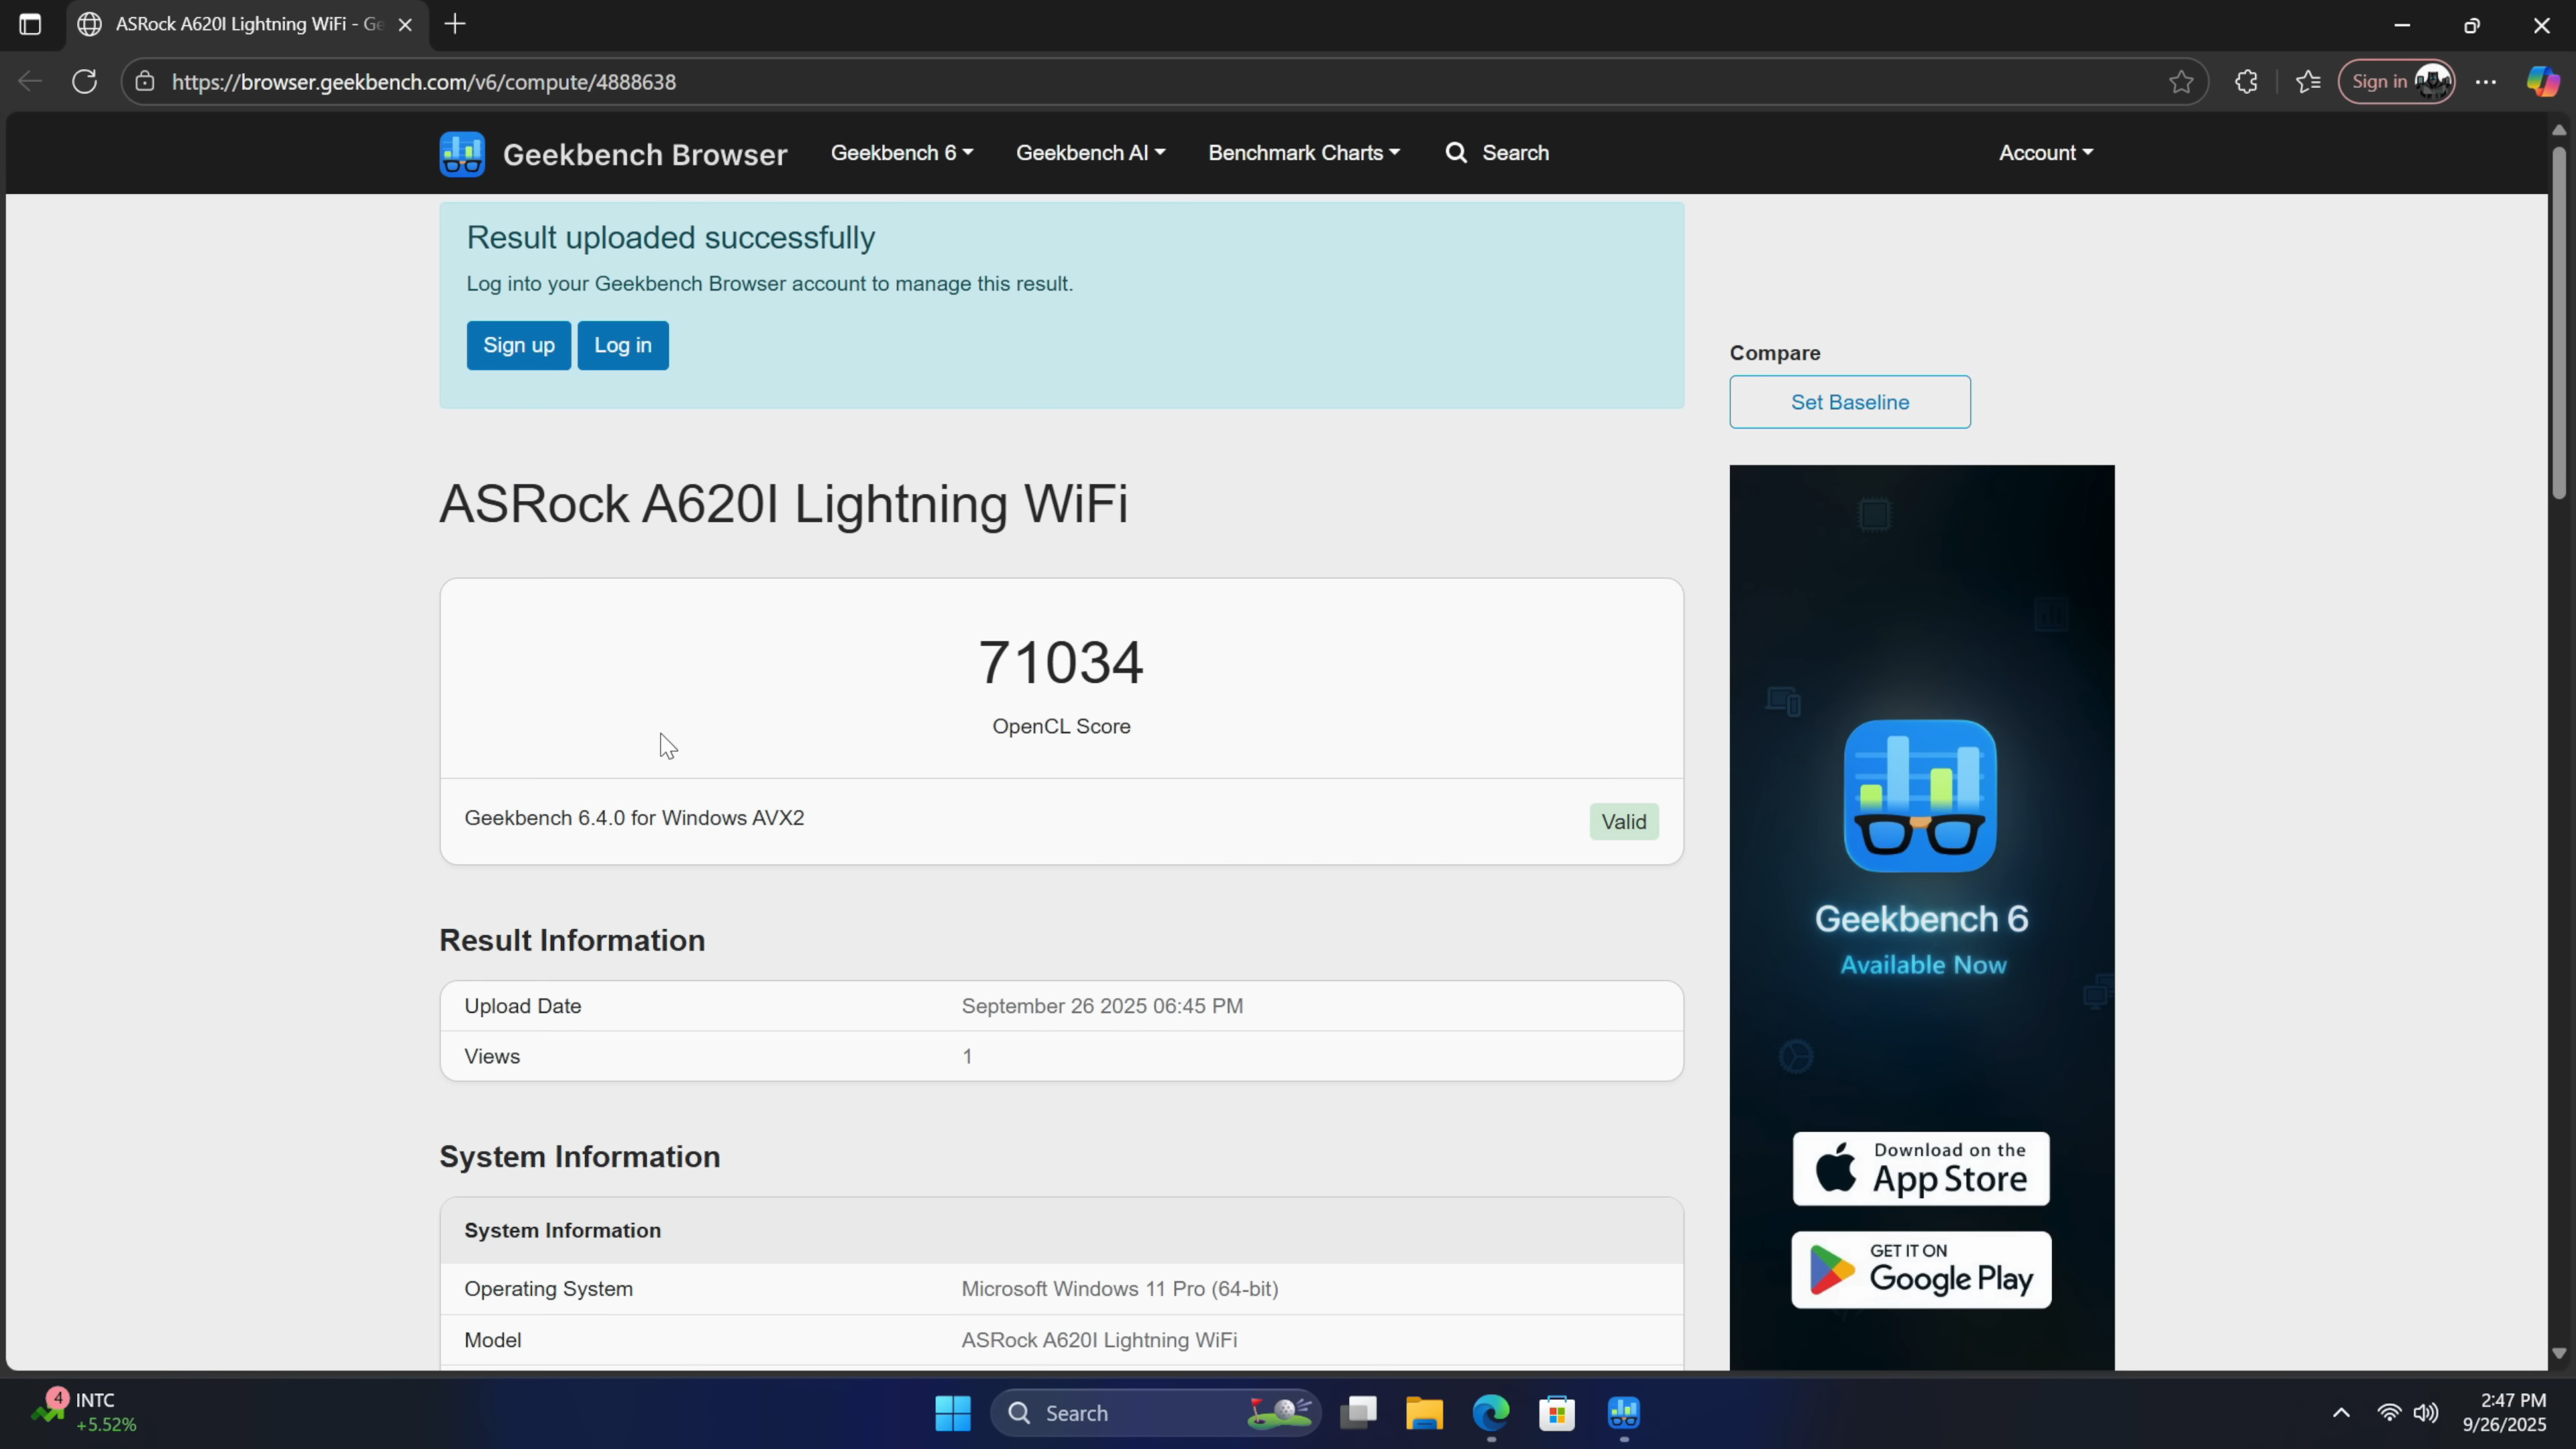 ASRock A620I Lightning WiFi - Ge
https://browser.geekbench.com/v6/compute/4888638
Sign in
Geekbench Browser
Geekbench 6
Geekbench AI
Benchmark Charts
Search
Account
Result uploaded successfully
Log into your Geekbench Browser account to manage this result.
Sign up
Log in
Compare
Set Baseline
ASRock A620I Lightning WiFi
71034
OpenCL Score
Geekbench 6.4.0 for Windows AVX2
Valid
Result Information
Upload Date
September 26 2025 06:45 PM
Views
1
System Information
System Information
Operating System
Microsoft Windows 11 Pro (64-bit)
Model
ASRock A620I Lightning WiFi
Geekbench 6
Available Now
Download on the
App Store
GET IT ON
Google Play
4
INTC
+5.52%
Search
2:47 PM
9/26/2025